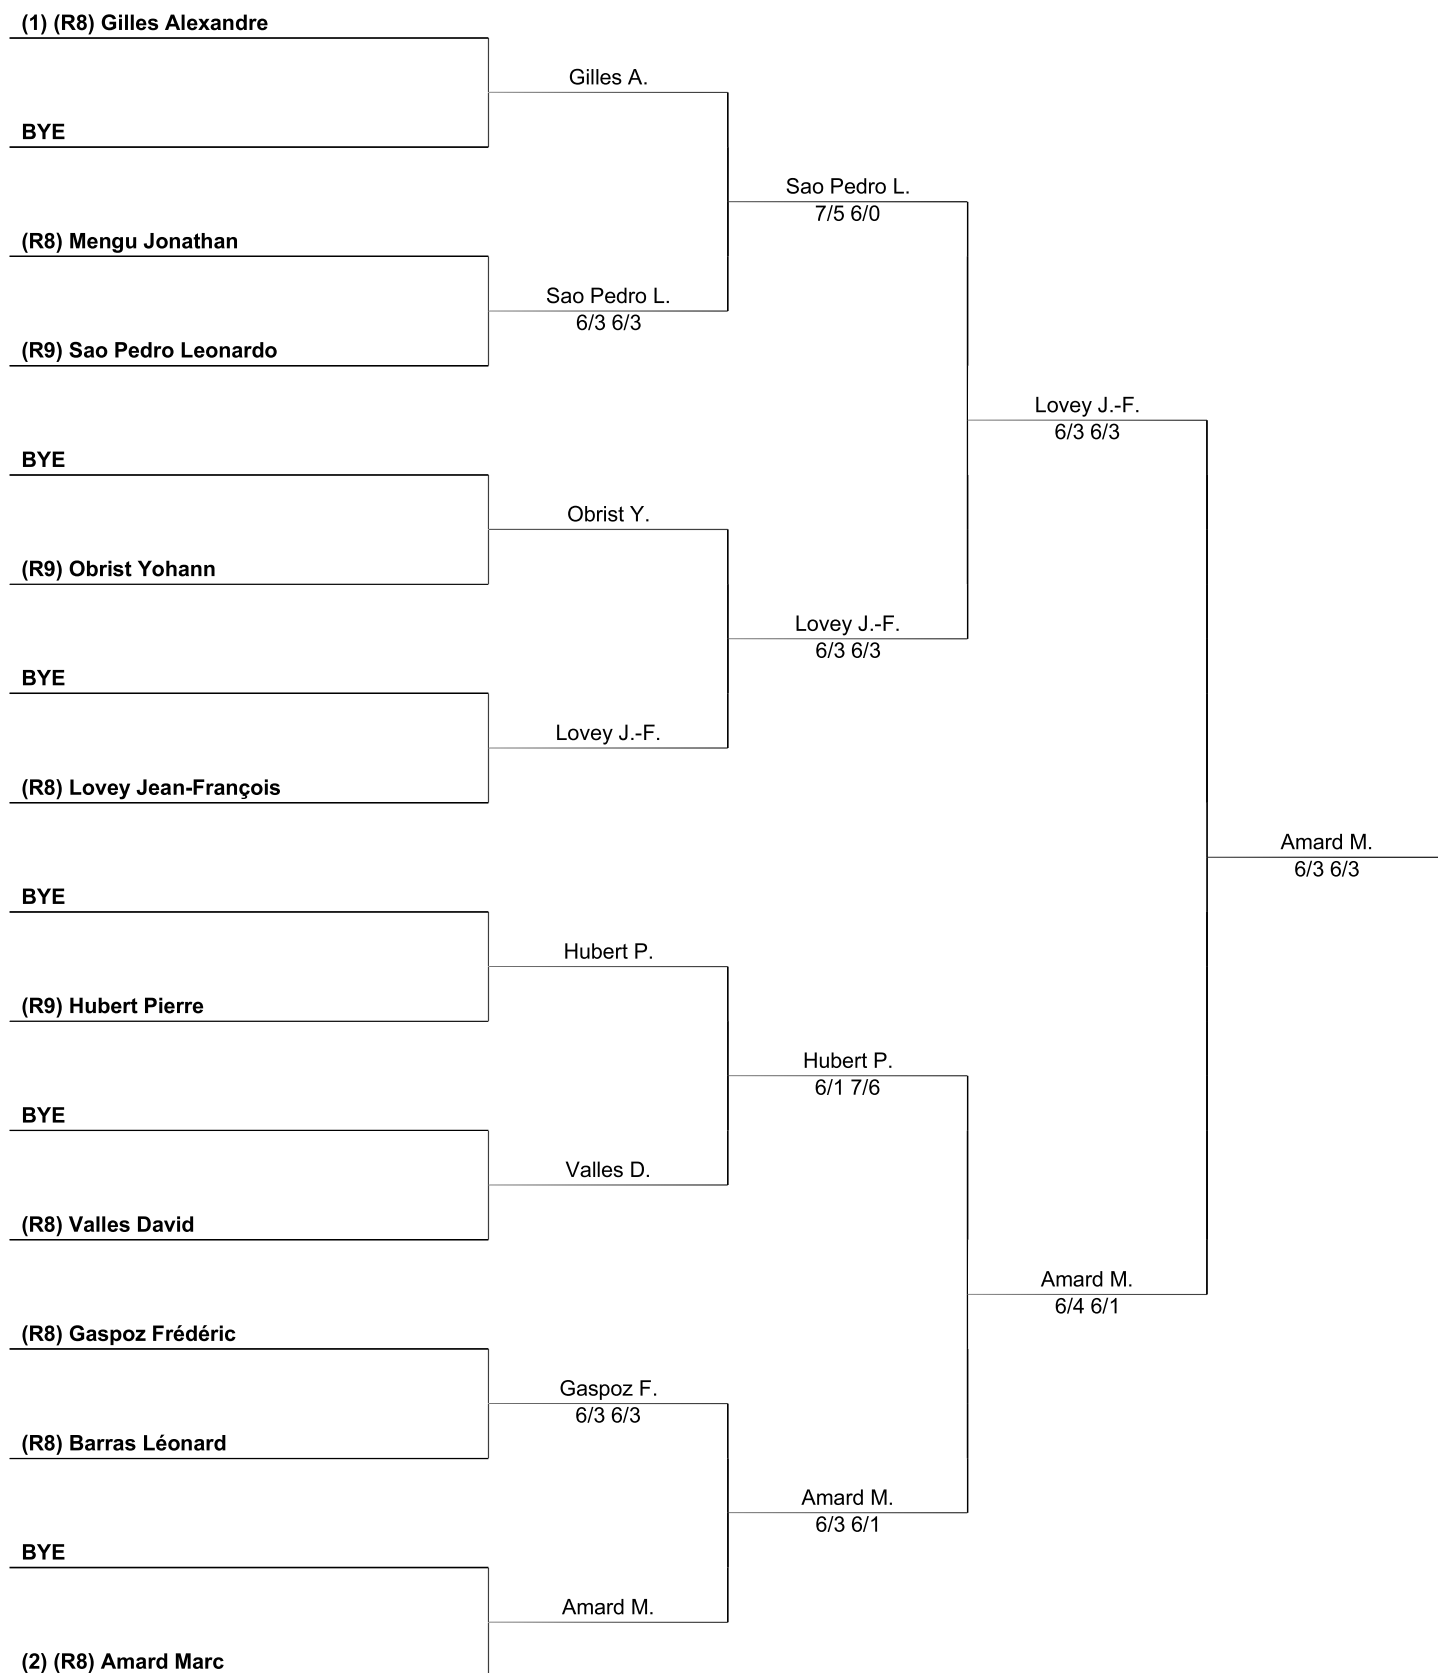 (1) (R8) Gilles Alexandre
Gilles A.
BYE
Sao Pedro L.
7/5 6/0
(R8) Mengu Jonathan
Sao Pedro L.
6/3 6/3
(R9) Sao Pedro Leonardo
Lovey J.-F.
6/3 6/3
BYE
Obrist Y.
(R9) Obrist Yohann
Lovey J.-F.
6/3 6/3
BYE
Lovey J.-F.
(R8) Lovey Jean-François
Amard M.
6/3 6/3
BYE
Hubert P.
(R9) Hubert Pierre
Hubert P.
6/1 7/6
BYE
Valles D.
(R8) Valles David
Amard M.
6/4 6/1
(R8) Gaspoz Frédéric
Gaspoz F.
6/3 6/3
(R8) Barras Léonard
Amard M.
6/3 6/1
BYE
Amard M.
(2) (R8) Amard Marc